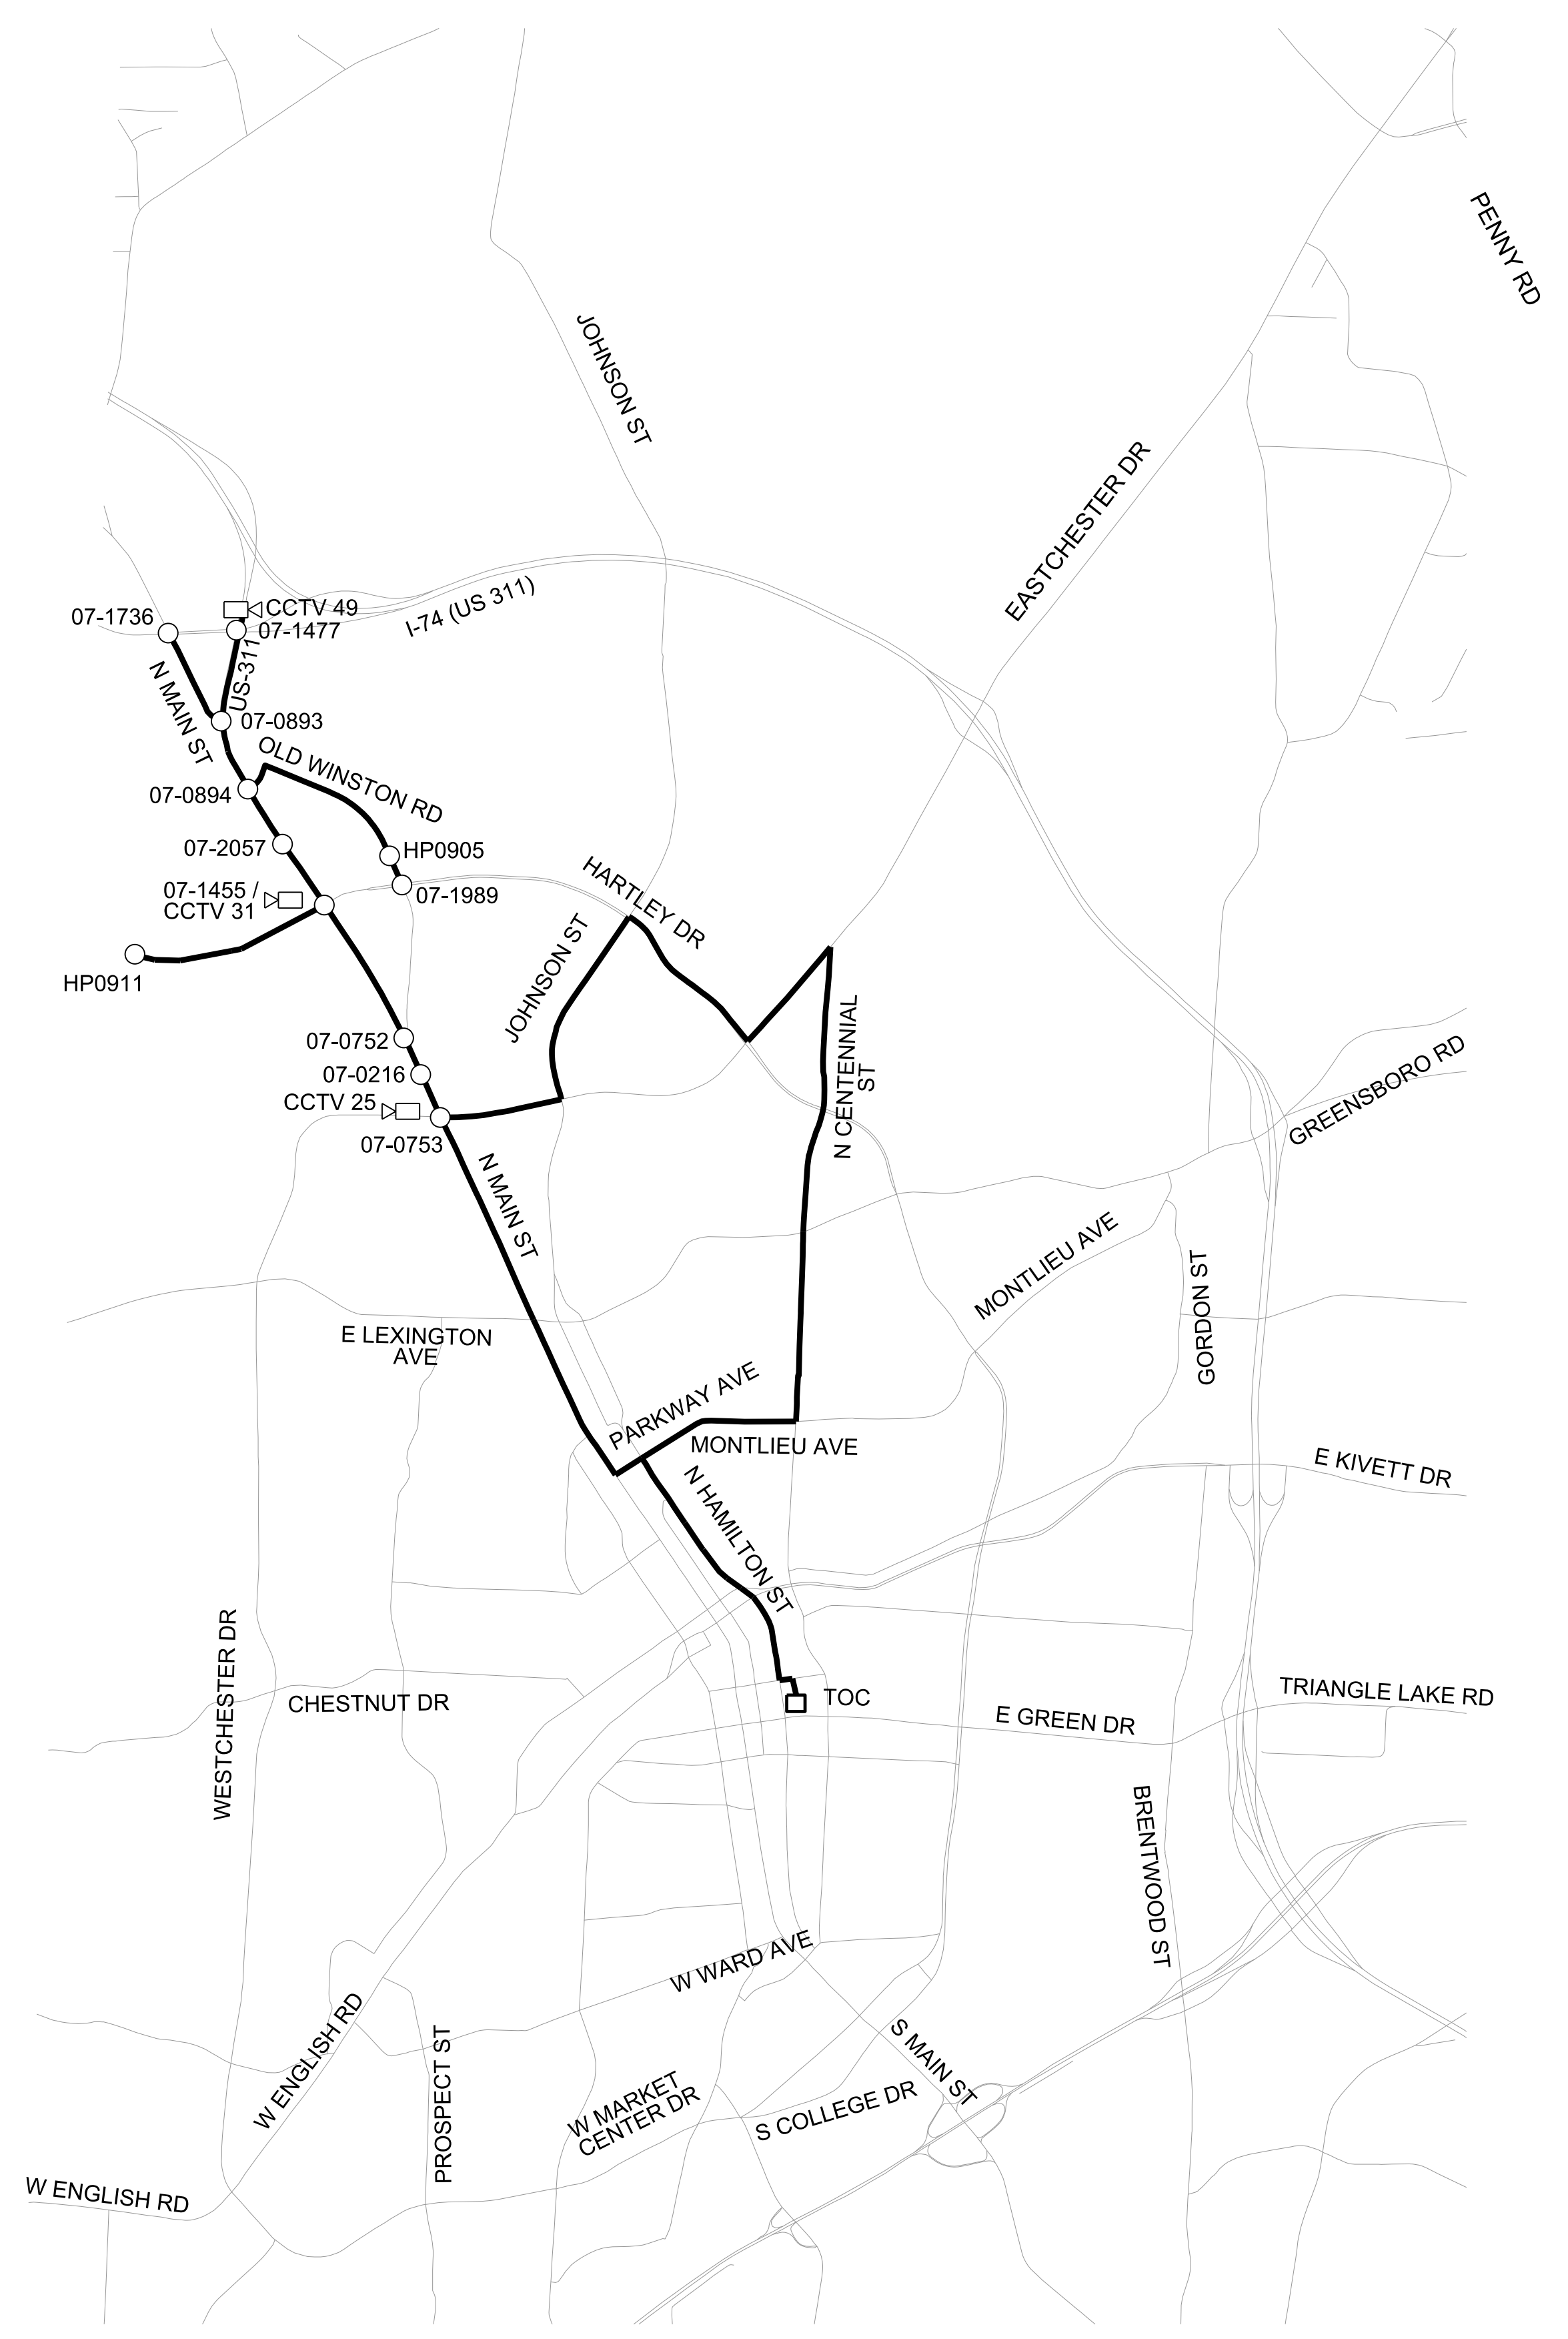 PENNY RD
JOHNSON ST
EASTCHESTER DR
CCTV 49
07-1736
07-1477
I-74 (US 311)
US-311
N MAIN ST
07-0893
OLD WINSTON RD
07-0894
07-2057
HP0905
07-1455 /
CCTV 31
07-1989
HARTLEY DR
HP0911
JOHNSON ST
N CENTENNIAL
ST
07-0752
07-0216
CCTV 25
07-0753
GREENSBORO RD
N MAIN ST
MONTLIEU AVE
GORDON ST
E LEXINGTON
AVE
PARKWAY AVE
MONTLIEU AVE
E KIVETT DR
N HAMILTON ST
WESTCHESTER DR
CHESTNUT DR
TOC
TRIANGLE LAKE RD
E GREEN DR
BRENTWOOD ST
W WARD AVE
W ENGLISH RD
PROSPECT ST
S MAIN ST
W MARKET
CENTER DR
S COLLEGE DR
W ENGLISH RD